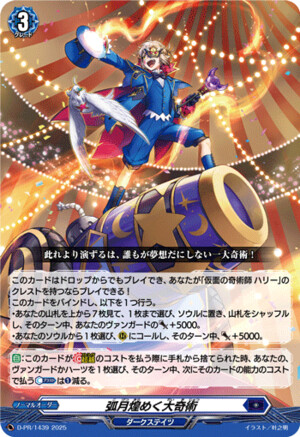 3
グレード
此れより演ずるは、誰もが夢想だにしない一大奇術！
このカードはドロップからでもプレイでき、あなたが「仮面の奇術師 ハリー」の
クレストを持つならプレイできる！
このカードをバインドし、以下を１つ行う。
・あなたの山札を上から７枚見て、１枚まで選び、ソウルに置き、山札をシャッフル
し、そのターン中、あなたのヴァンガードの+5000。
・あなたのソウルから１枚選び、にコールし、そのターン中、+5000。
:このカードがのコストを払う際に手札から捨てられた時、あなたの
ヴァンガードがハーツを１枚持つなら、そのターン中、次にそのカードの能力のコスト
で払うは①減る。
ノーマルオーダー
弧月煌めく大奇術
ダークステイツ
D-PR/1439 2025